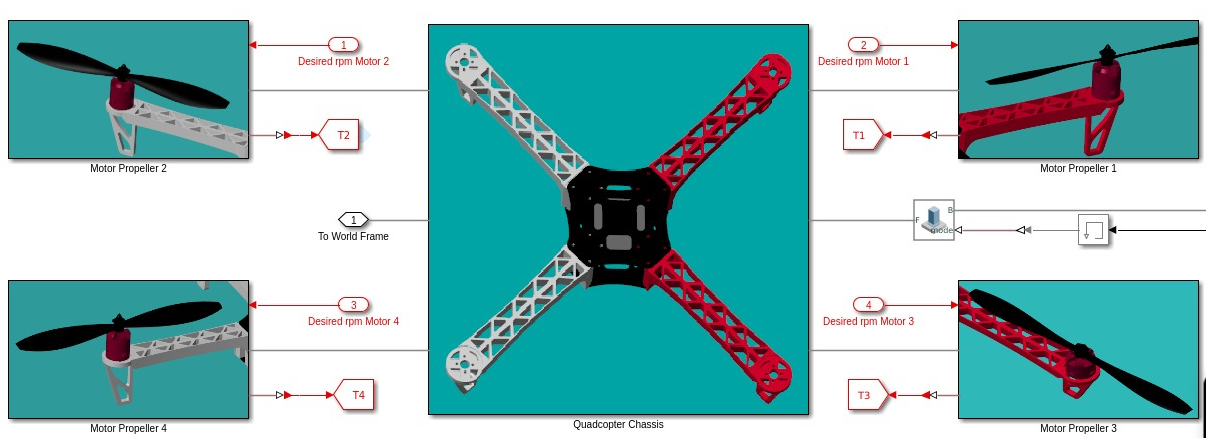 1
Desired rpm Motor 2
2
Desired rpm Motor 1
T2
T1
Motor Propeller 2
Motor Propeller 1
1
To World Frame
F
B
mode
3
Desired rpm Motor 4
4
Desired rpm Motor 3
T4
T3
Motor Propeller 4
Quadcopter Chassis
Motor Propeller 3